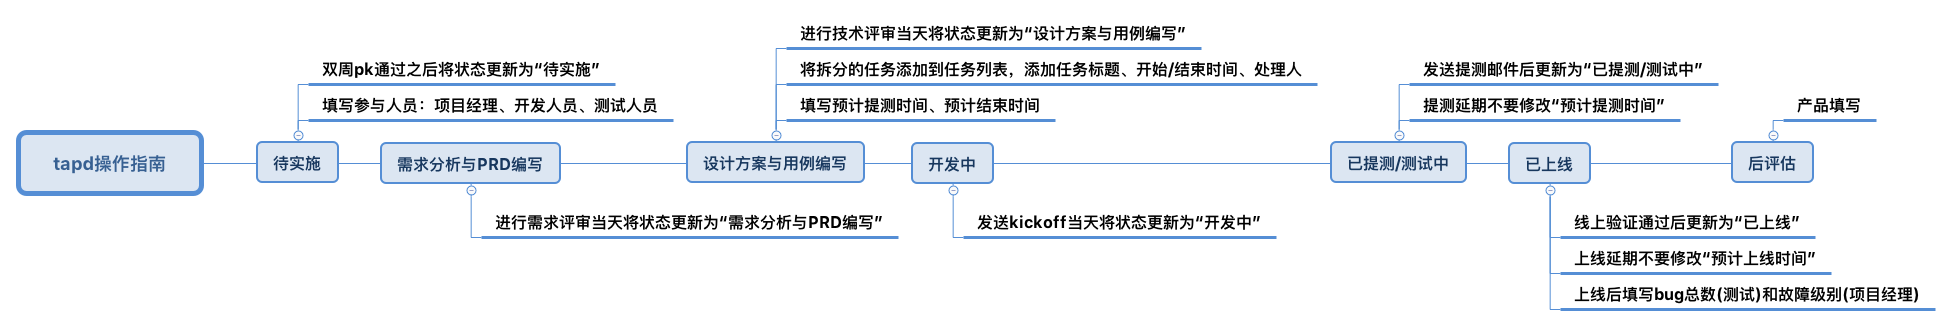 tapd操作指南
待实施
双周pk通过之后将状态更新为“待实施”
填写参与人员：项目经理、开发人员、测试人员
需求分析与PRD编写
进行需求评审当天将状态更新为“需求分析与PRD编写”
设计方案与用例编写
进行技术评审当天将状态更新为“设计方案与用例编写”
将拆分的任务添加到任务列表，添加任务标题、开始/结束时间、处理人
填写预计提测时间、预计结束时间
开发中
发送kickoff当天将状态更新为“开发中”
已提测/测试中
发送提测邮件后更新为“已提测/测试中”
提测延期不要修改“预计提测时间”
已上线
线上验证通过后更新为“已上线”
上线延期不要修改“预计上线时间”
上线后填写bug总数(测试)和故障级别(项目经理)
后评估
产品填写